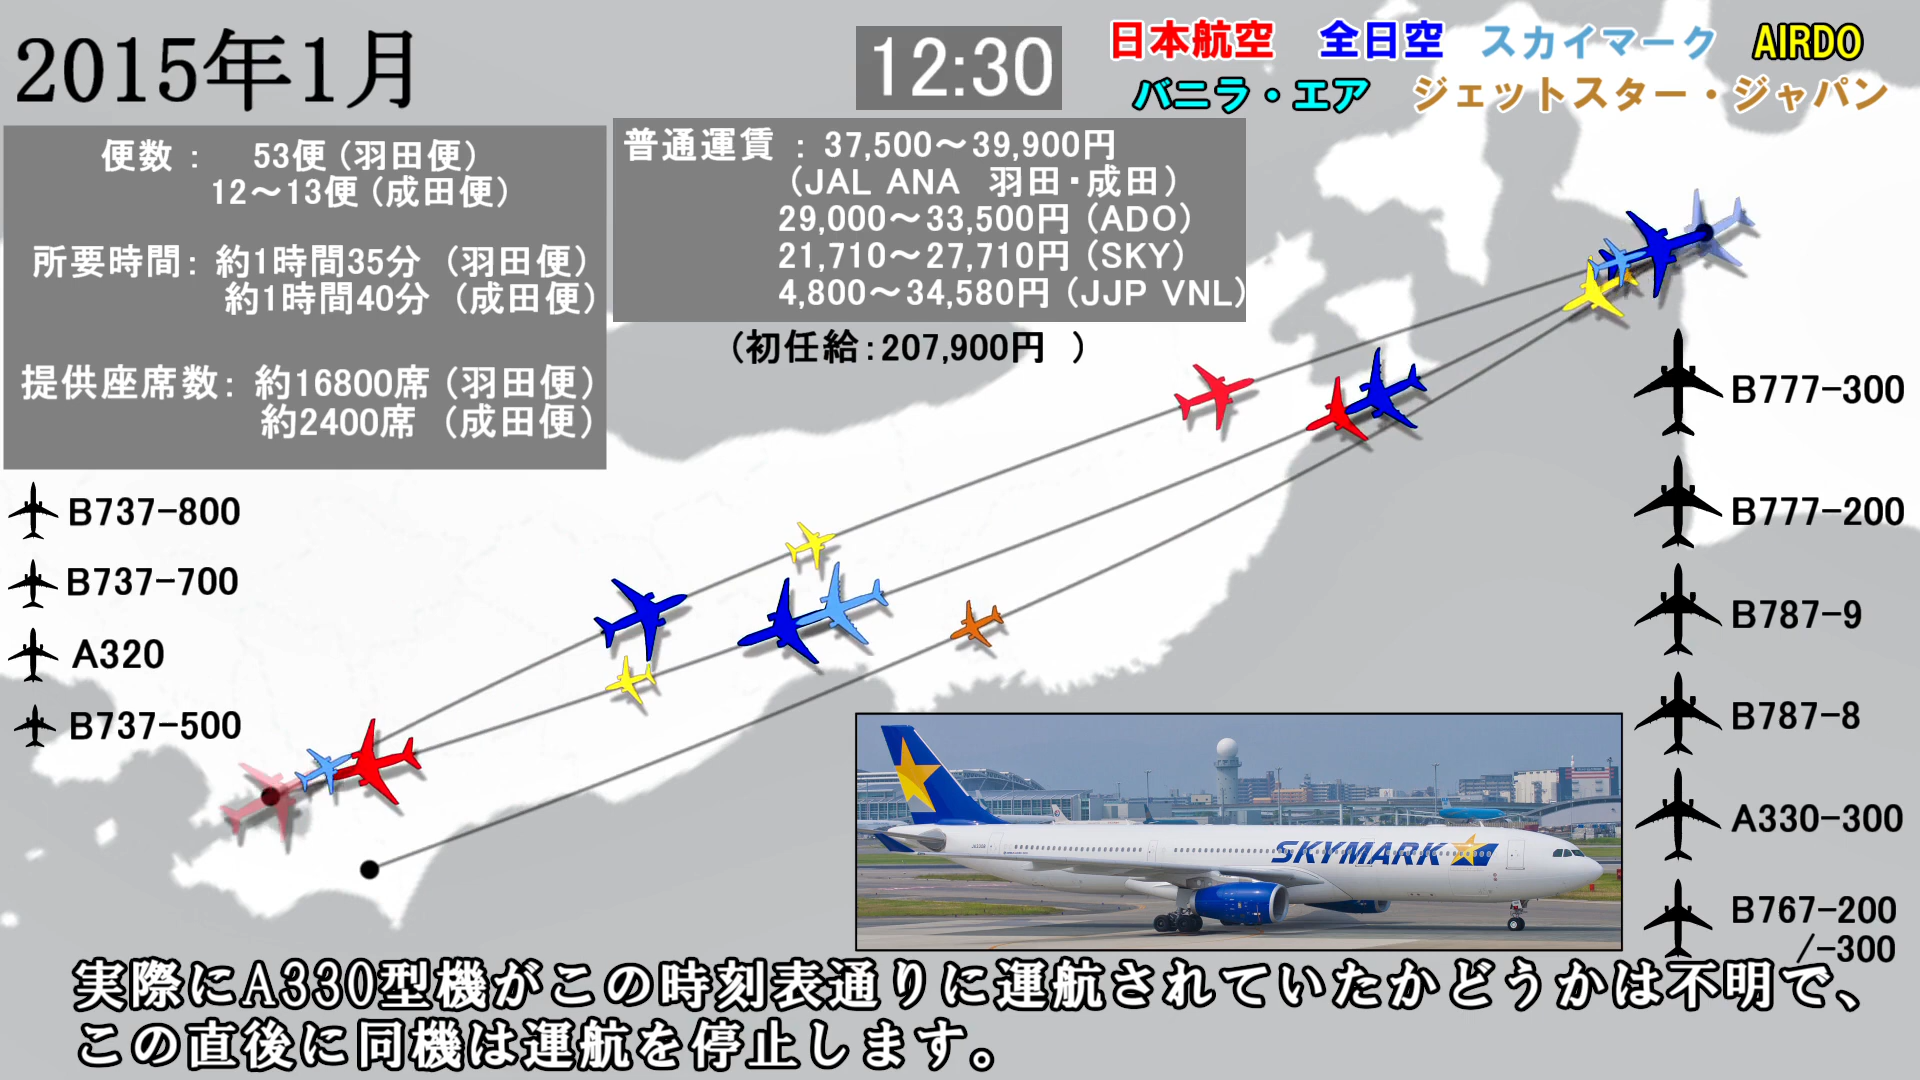 2015年1月
12:30
日本航空 全日空 スカイマーク AIRDO
バニラ・エア ジェットスター・ジャパン
便数： 53便（羽田便）
12～13便（成田便）
所要時間：約1時間35分（羽田便）
約1時間40分（成田便）
提供座席数：約16800席（羽田便）
約2400席（成田便）
普通運賃：37,500～39,900円
（JAL ANA 羽田・成田）
29,000～33,500円（ADO）
21,710～27,710円（SKY）
4,800～34,580円（JJP VNL）
（初任給：207,900円 ）
B737-800
B737-700
A320
B737-500
B777-300
B777-200
B787-9
B787-8
A330-300
B767-200
/-300
SKYMARK
実際にA330型機がこの時刻表通りに運航されていたかどうかは不明で、
この直後に同機は運航を停止します。